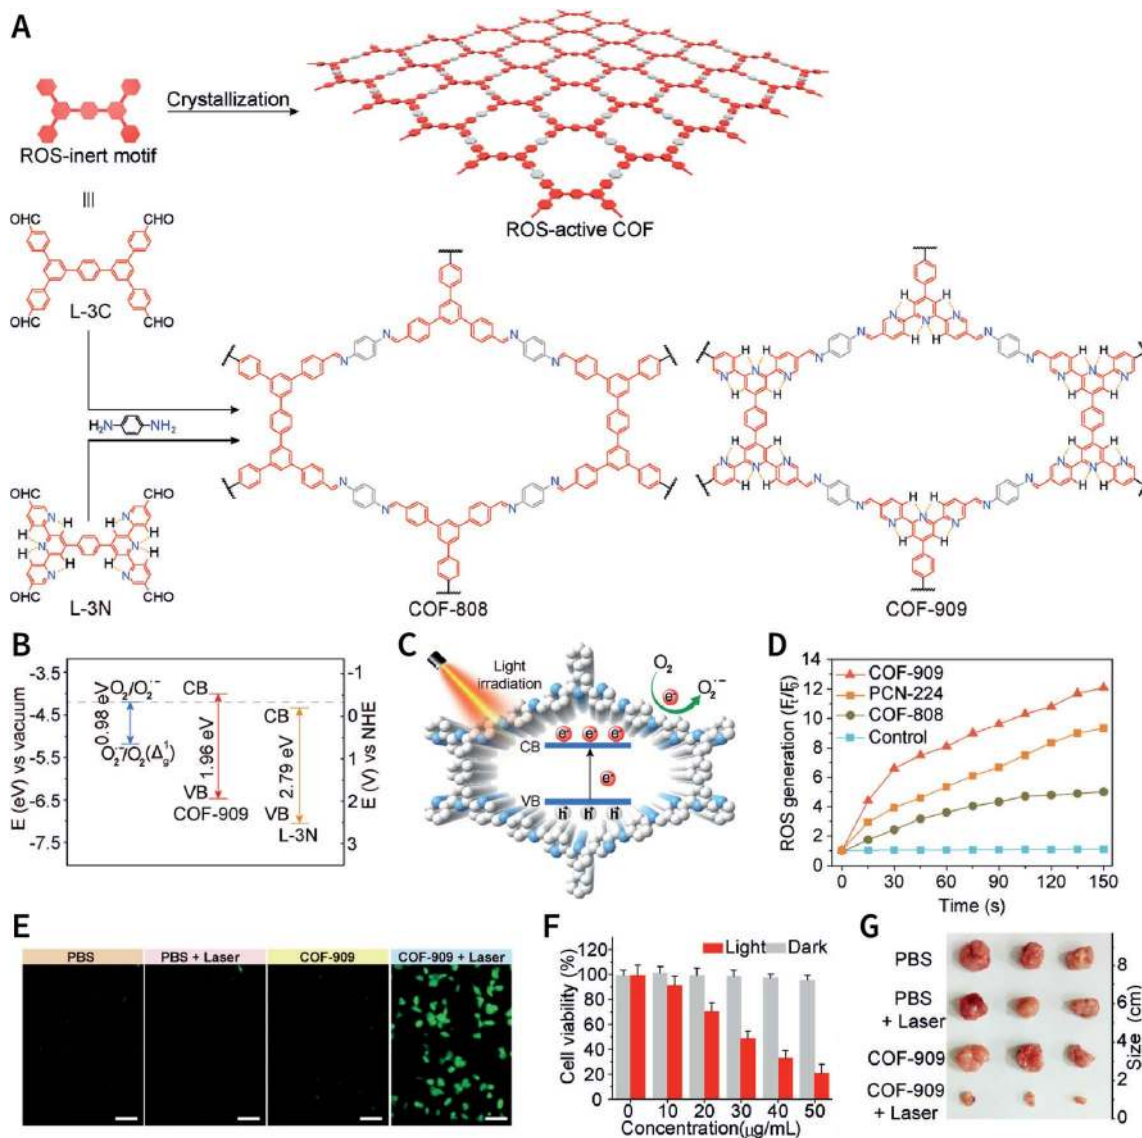 A
Crystallization
ROS-inert motif
ROS-active COF
OHC
CHO
L-3C
OHC
CHO
H₂N
NH₂
OHC
CHO
H
H
N
N
H
H
H
N
N
H
H
H
N
N
H
OHC
CHO
L-3N
N
N
N
N
N
N
N
N
COF-808
H
H
N
N
N
H
H
N
N
N
N
H
H
H
H
H
H
COF-909
B
-3.5
-4.5
-5.5
-6.5
-7.5
E (eV) vs vacuum
O₂/O₂·⁻
0.98 eV
O₂·⁻/O₂(Δ¹g)
CB
1.96 eV
VB
COF-909
CB
2.79 eV
VB
L-3N
-1
0
1
2
3
E (V) vs NHE
C
Light
irradiation
O₂
e⁻
O₂·⁻
e⁻ e⁻ e⁻
CB
e⁻
VB
h⁺ h⁺ h⁺
D
ROS generation (Fₜ/F₀)
14
12
10
8
6
4
2
0
COF-909
PCN-224
COF-808
Control
0 30 60 90 120 150
Time (s)
E
PBS
PBS + Laser
COF-909
COF-909 + Laser
F
Cell viability (%)
120
100
80
60
40
20
0
Light
Dark
0 10 20 30 40 50
Concentration(μg/mL)
G
PBS
PBS
+ Laser
COF-909
COF-909
+ Laser
8
6
4
2
0
Size (cm)